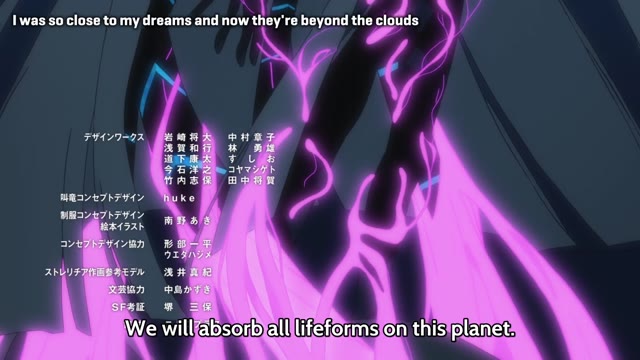 I was so close to my dreams and now they're beyond the clouds
デザインワークス 岩崎将大 中村章子
浅賀和行 林勇雄
道下康太 すしお
今石洋之 コヤマシゲト
竹内志保 田中将賀
叫竜コンセプトデザイン huke
制服コンセプトデザイン
絵本イラスト 南野あき
コンセプトデザイン協力 形部一平
ウエダハジメ
ストレリチア作画参考モデル 浅井真紀
文芸協力 中島かずき
SF考証 堺三保
We will absorb all lifeforms on this planet.